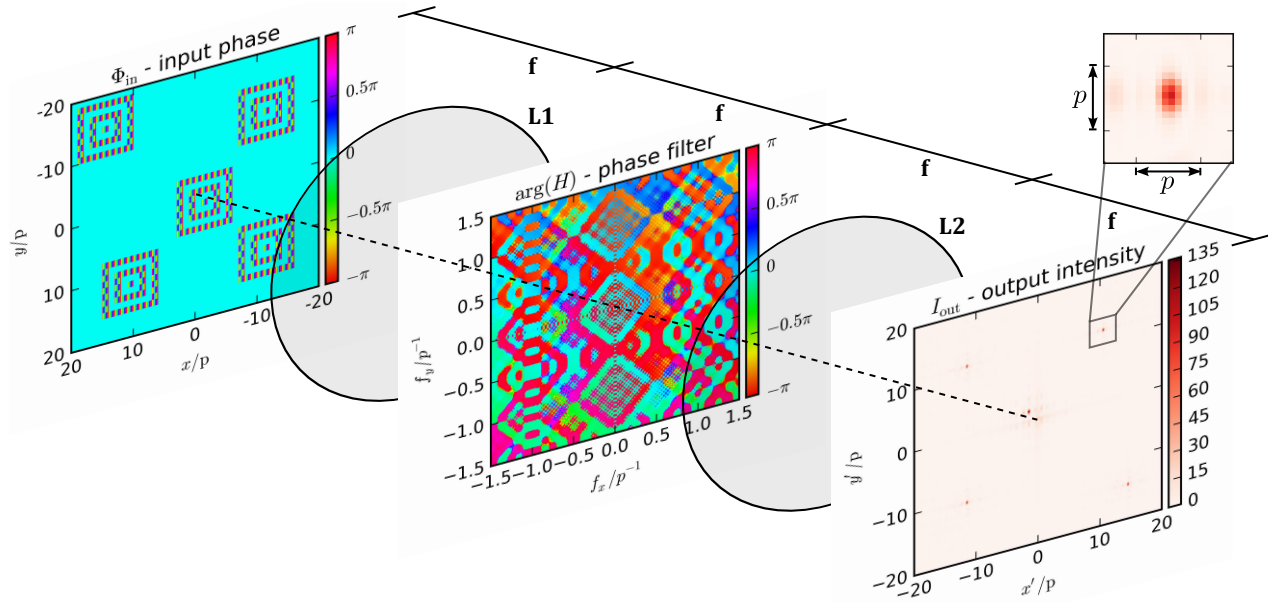 Φin - input phase
π
0.5π
0
−0.5π
−π
-20
-10
0
10
20
y/p
20
10
0
-10
-20
x/p
f
f
f
f
L1
arg(H) - phase filter
π
0.5π
0
−0.5π
−π
1.5
1.0
0.5
0.0
−0.5
−1.0
−1.5
fy/p−1
−1.5
−1.0
−0.5
0.0
0.5
1.0
1.5
fx/p−1
L2
p
p
Iout - output intensity
135
120
105
90
75
60
45
30
15
0
20
10
0
−10
−20
y′/p
−20
−10
0
10
20
x′/p